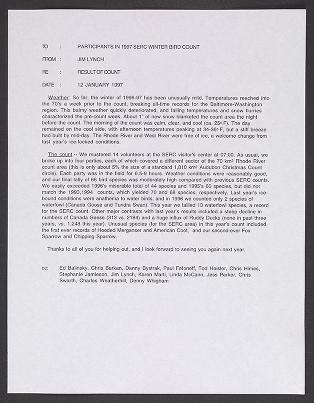 TO : PARTICIPANTS IN 1997 SERC WINTER BIRD COUNT
FROM : JIM LYNCH
RE : RESULT OF COUNT
DATE : 12 JANUARY 1997
Weather: So far, the winter of 1996-97 has been unusually mild. Temperatures reached into
the 70's a week prior to the count, breaking all-time records for the Baltimore-Washington
region. This balmy weather quickly deteriorated, and falling temperatures and snow flurries
characterized the pre-count week. About 1" of new snow blanketed the count area the night
before the count. The morning of the count was calm, clear, and cool (ca. 25° F). The day
remained on the cool side, with afternoon temperatures peaking at 34-36° F, but a stiff breeze
had built by mid-day. The Rhode River and West River were free of ice, a welcome change from
last year's ice-locked conditions.
The count -- We mustered 14 volunteers at the SERC visitor's center at 07:00. As usual, we
broke up into four parties, each of which covered a different sector of the 70 km² Rhode River
count area (this is only about 5% the size of a standard 1,810 km² Audubon Christmas Count
circle). Each party was in the field for 6.5-9 hours. Weather conditions were reasonably good,
and our final tally of 66 bird species was moderately high compared with previous SERC counts.
We easily exceeded 1996's miserable total of 44 species and 1995's 60 species, but did not
match the 1993, 1994 counts, which yielded 70 and 68 species, respectively. Last year's ice-
bound conditions were anathema to water birds, and in 1996 we counted only 2 species of
waterfowl (Canada Goose and Tundra Swan). This year we tallied 13 waterfowl species, a record
for the SERC count. Other major contrasts with last year's results included a steep decline in
numbers of Canada Geese (313 vs. 2184) and a huge influx of Ruddy Ducks (none in past three
years, vs. 1,248 this year). Unusual species (for the SERC area) in this year's count included
the first ever records of Hooded Merganser and American Coot, and our second-ever Fox
Sparrow and Chipping Sparrow.
Thanks to all of you for helping out, and I look forward to seeing you again next year.
cc: Ed Balinsky, Chris Barkan, Danny Bystrak, Paul Fofonoff, Tod Heisler, Chris Himes,
Stephanie Jamieson, Jim Lynch, Karen Marti, Linda McCann, Jess Parker, Chris
Swarth, Charles Weatherhill, Denny Whigham